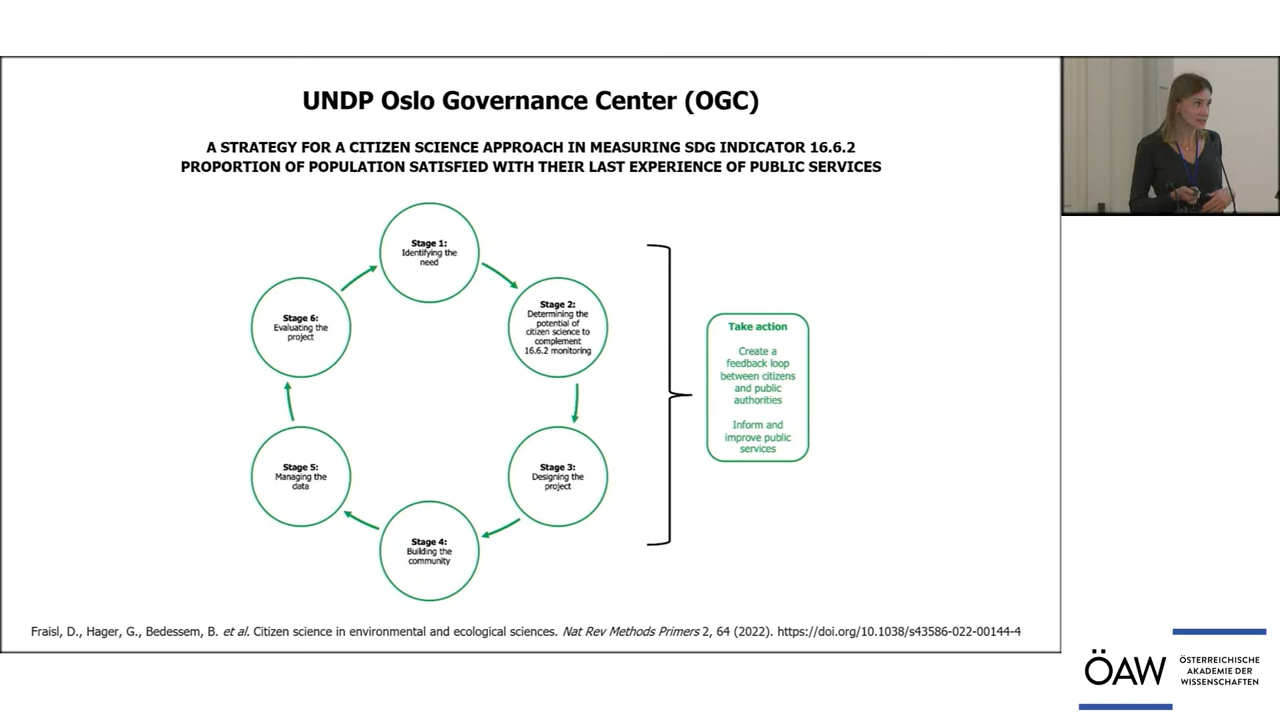 UNDP Oslo Governance Center (OGC)
A STRATEGY FOR A CITIZEN SCIENCE APPROACH IN MEASURING SDG INDICATOR 16.6.2
PROPORTION OF POPULATION SATISFIED WITH THEIR LAST EXPERIENCE OF PUBLIC SERVICES
Stage 1:
Identifying the
need
Stage 2:
Determining the
potential of
citizen science to
complement
16.6.2 monitoring
Stage 3:
Designing the
project
Stage 4:
Building the
community
Stage 5:
Managing the
data
Stage 6:
Evaluating the
project
Take action
Create a
feedback loop
between citizens
and public
authorities
Inform and
improve public
services
Fraisl, D., Hager, G., Bedessem, B. et al. Citizen science in environmental and ecological sciences. Nat Rev Methods Primers 2, 64 (2022). https://doi.org/10.1038/s43586-022-00144-4
ÖAW
ÖSTERREICHISCHE
AKADEMIE DER
WISSENSCHAFTEN